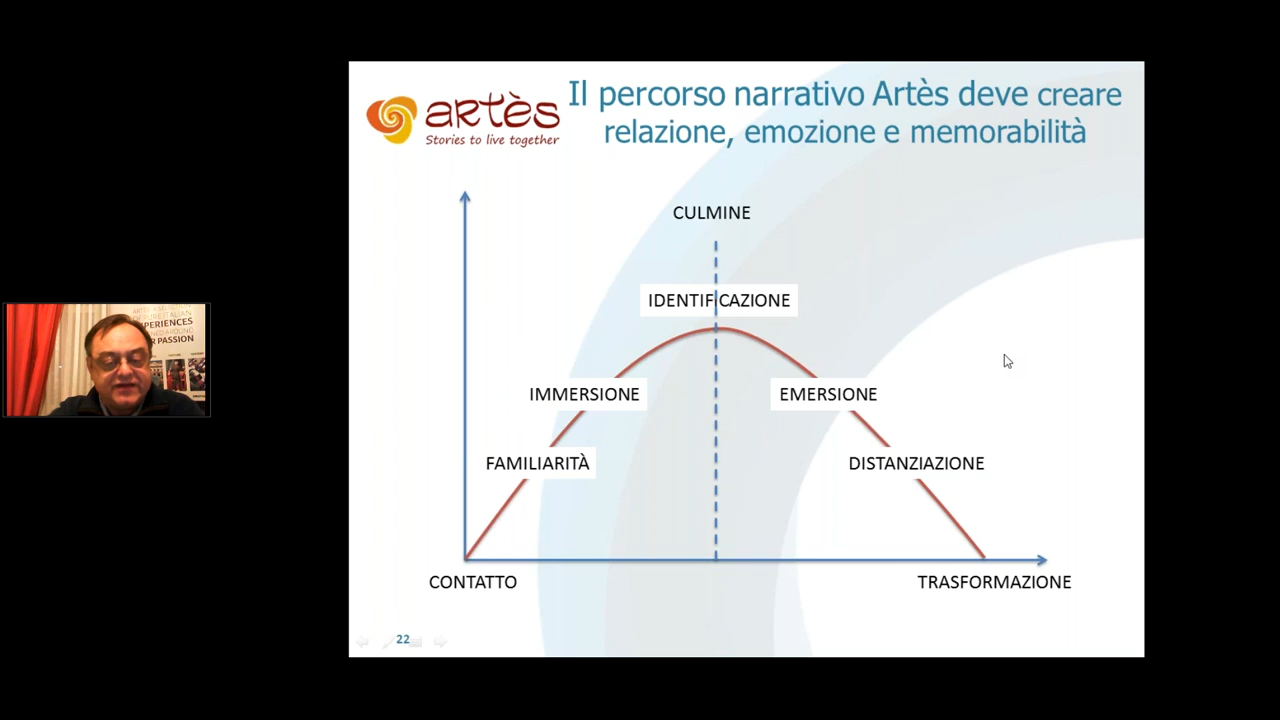 artès
Stories to live together
Il percorso narrativo Artès deve creare
relazione, emozione e memorabilità
CULMINE
IDENTIFICAZIONE
IMMERSIONE
EMERSIONE
FAMILIARITÀ
DISTANZIAZIONE
CONTATTO
TRASFORMAZIONE
22
PASSION